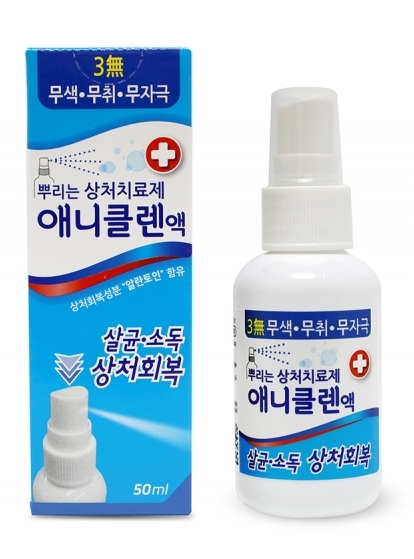 3無
무색•무취•무자극
뿌리는 상처치료제
애니클렌액
상처회복성분 "알란토인" 함유
살균·소독
상처회복
50ml
3無 무색•무취•무자극
뿌리는 상처치료제
애니클렌액
살균·소독 상처회복